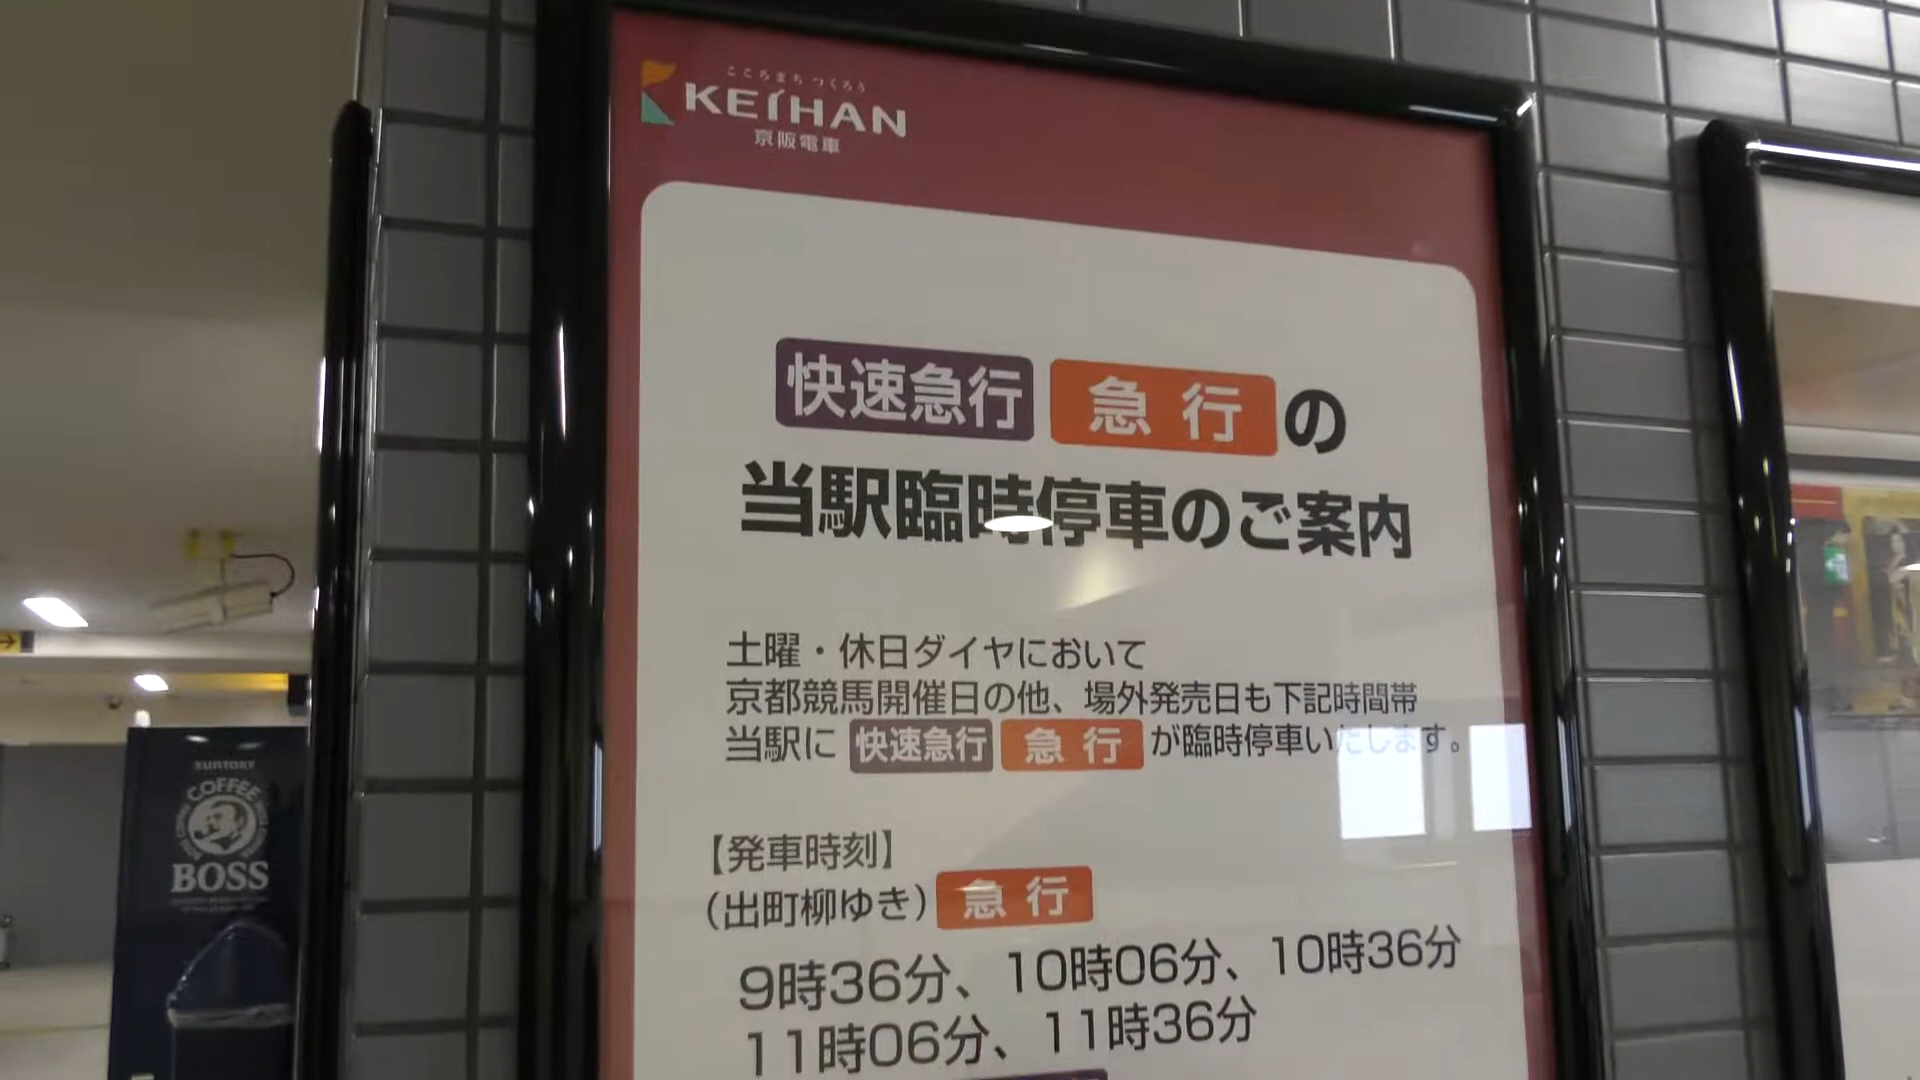 こころまち つくろう
KEIHAN
京阪電車
快速急行 急行の
当駅臨時停車のご案内
土曜・休日ダイヤにおいて
京都競馬開催日の他、場外発売日も下記時間帯
当駅に 快速急行 急行 が臨時停車いたします。
【発車時刻】
(出町柳ゆき) 急行
9時36分、10時06分、10時36分
11時06分、11時36分
SUNTORY
COFFEE
BOSS